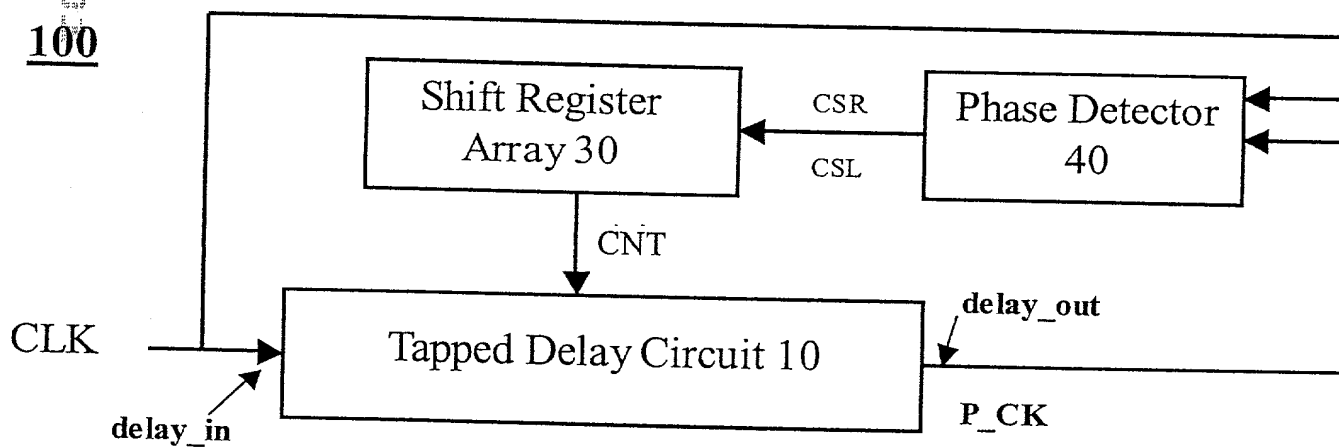 100
Shift Register
Array 30
CSR
CSL
Phase Detector
40
CNT
delay_out
CLK
Tapped Delay Circuit 10
P_CK
delay_in